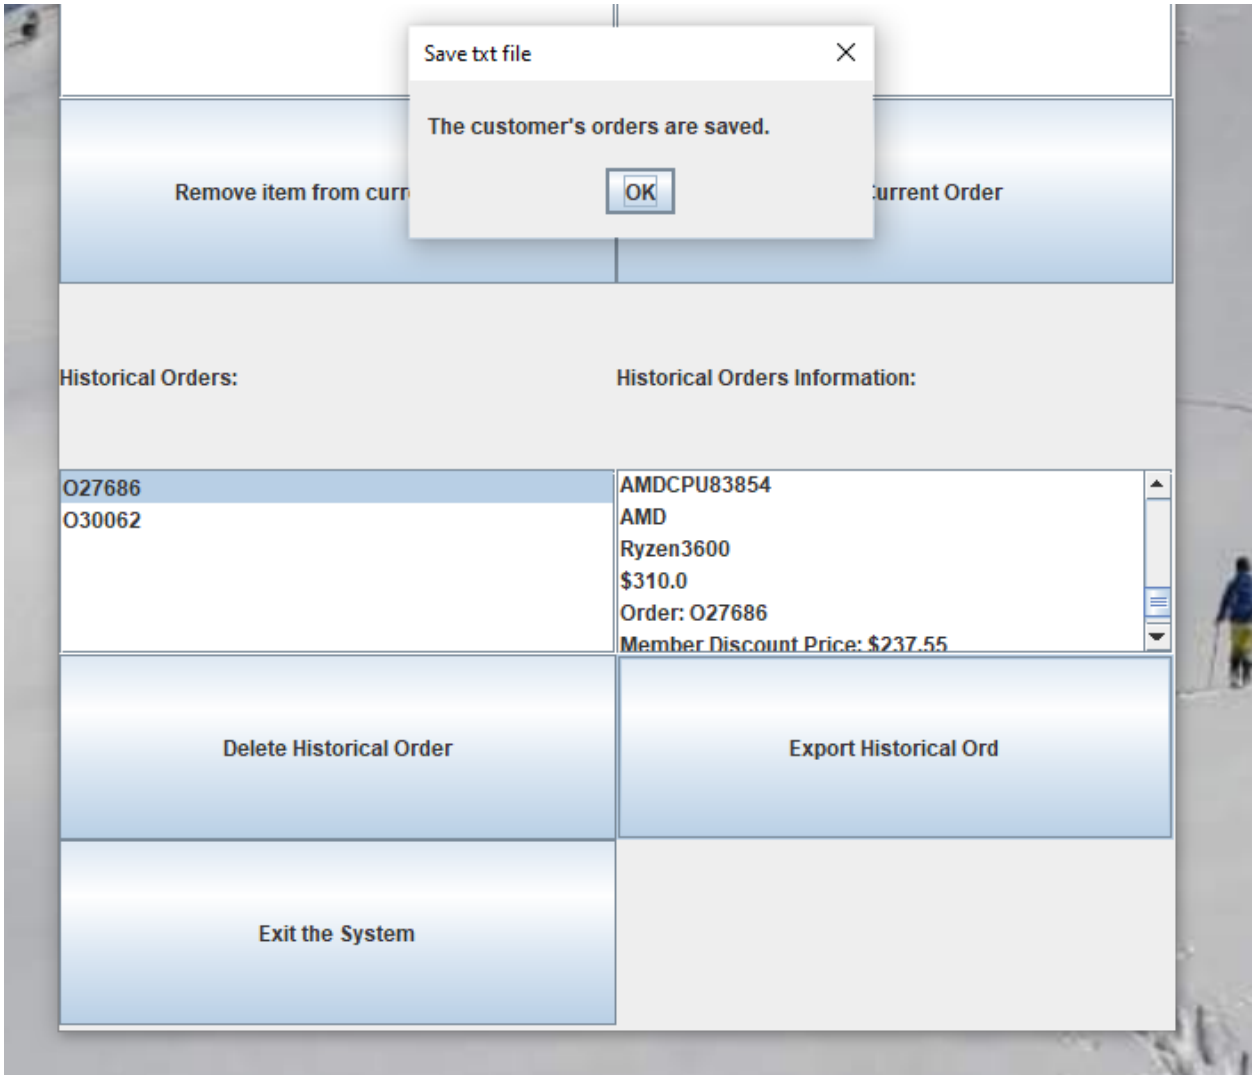 Save txt file
The customer's orders are saved.
OK
Remove item from
Current Order
Historical Orders:
Historical Orders Information:
O27686
O30062
AMDCPU83854
AMD
Ryzen3600
$310.0
Order: O27686
Member Discount Price: $237.55
Delete Historical Order
Export Historical Ord
Exit the System